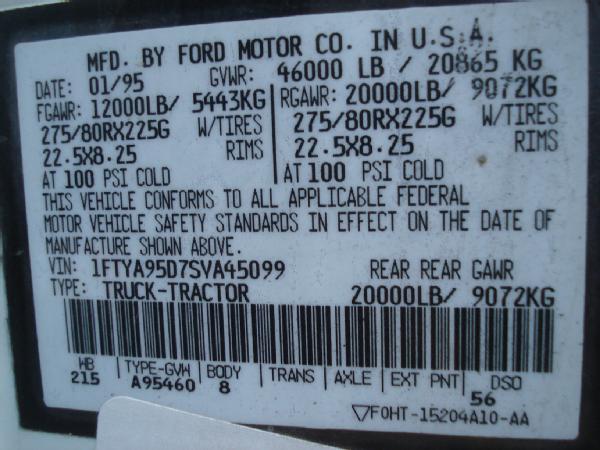 MFD. BY FORD MOTOR CO. IN U.S.A.
DATE: 01/95 GVWR: 46000 LB / 20865 KG
FGAWR: 12000LB/ 5443KG RGAWR: 20000LB/ 9072KG
275/80RX225G W/TIRES 275/80RX225G W/TIRES
22.5X8.25 RIMS 22.5X8.25 RIMS
AT 100 PSI COLD AT 100 PSI COLD
THIS VEHICLE CONFORMS TO ALL APPLICABLE FEDERAL
MOTOR VEHICLE SAFETY STANDARDS IN EFFECT ON THE DATE OF
MANUFACTURE SHOWN ABOVE.
VIN: 1FTYA95D7SVA45099 REAR REAR GAWR
TYPE: TRUCK-TRACTOR 20000LB/ 9072KG
WB TYPE-GVW BODY TRANS AXLE EXT PNT DSO
215 A95460 8 56
▽F0HT-15204A10-AA